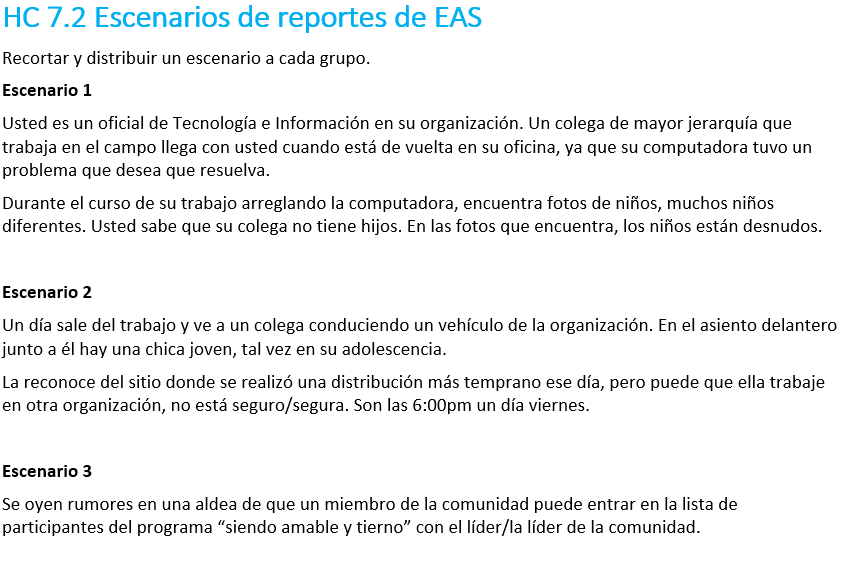 HC 7.2 Escenarios de reportes de EAS
Recortar y distribuir un escenario a cada grupo.
Escenario 1
Usted es un oficial de Tecnología e Información en su organización. Un colega de mayor jerarquía que
trabaja en el campo llega con usted cuando está de vuelta en su oficina, ya que su computadora tuvo un
problema que desea que resuelva.
Durante el curso de su trabajo arreglando la computadora, encuentra fotos de niños, muchos niños
diferentes. Usted sabe que su colega no tiene hijos. En las fotos que encuentra, los niños están desnudos.
Escenario 2
Un día sale del trabajo y ve a un colega conduciendo un vehículo de la organización. En el asiento delantero
junto a él hay una chica joven, tal vez en su adolescencia.
La reconoce del sitio donde se realizó una distribución más temprano ese día, pero puede que ella trabaje
en otra organización, no está seguro/segura. Son las 6:00pm un día viernes.
Escenario 3
Se oyen rumores en una aldea de que un miembro de la comunidad puede entrar en la lista de
participantes del programa “siendo amable y tierno” con el líder/la líder de la comunidad.